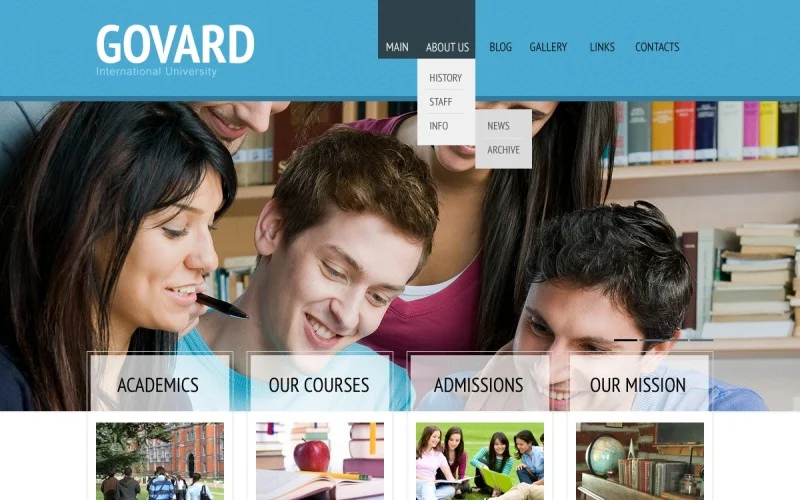 GOVARD
International University
MAIN ABOUT US BLOG GALLERY LINKS CONTACTS
HISTORY
STAFF
INFO
NEWS
ARCHIVE
ACADEMICS OUR COURSES ADMISSIONS OUR MISSION